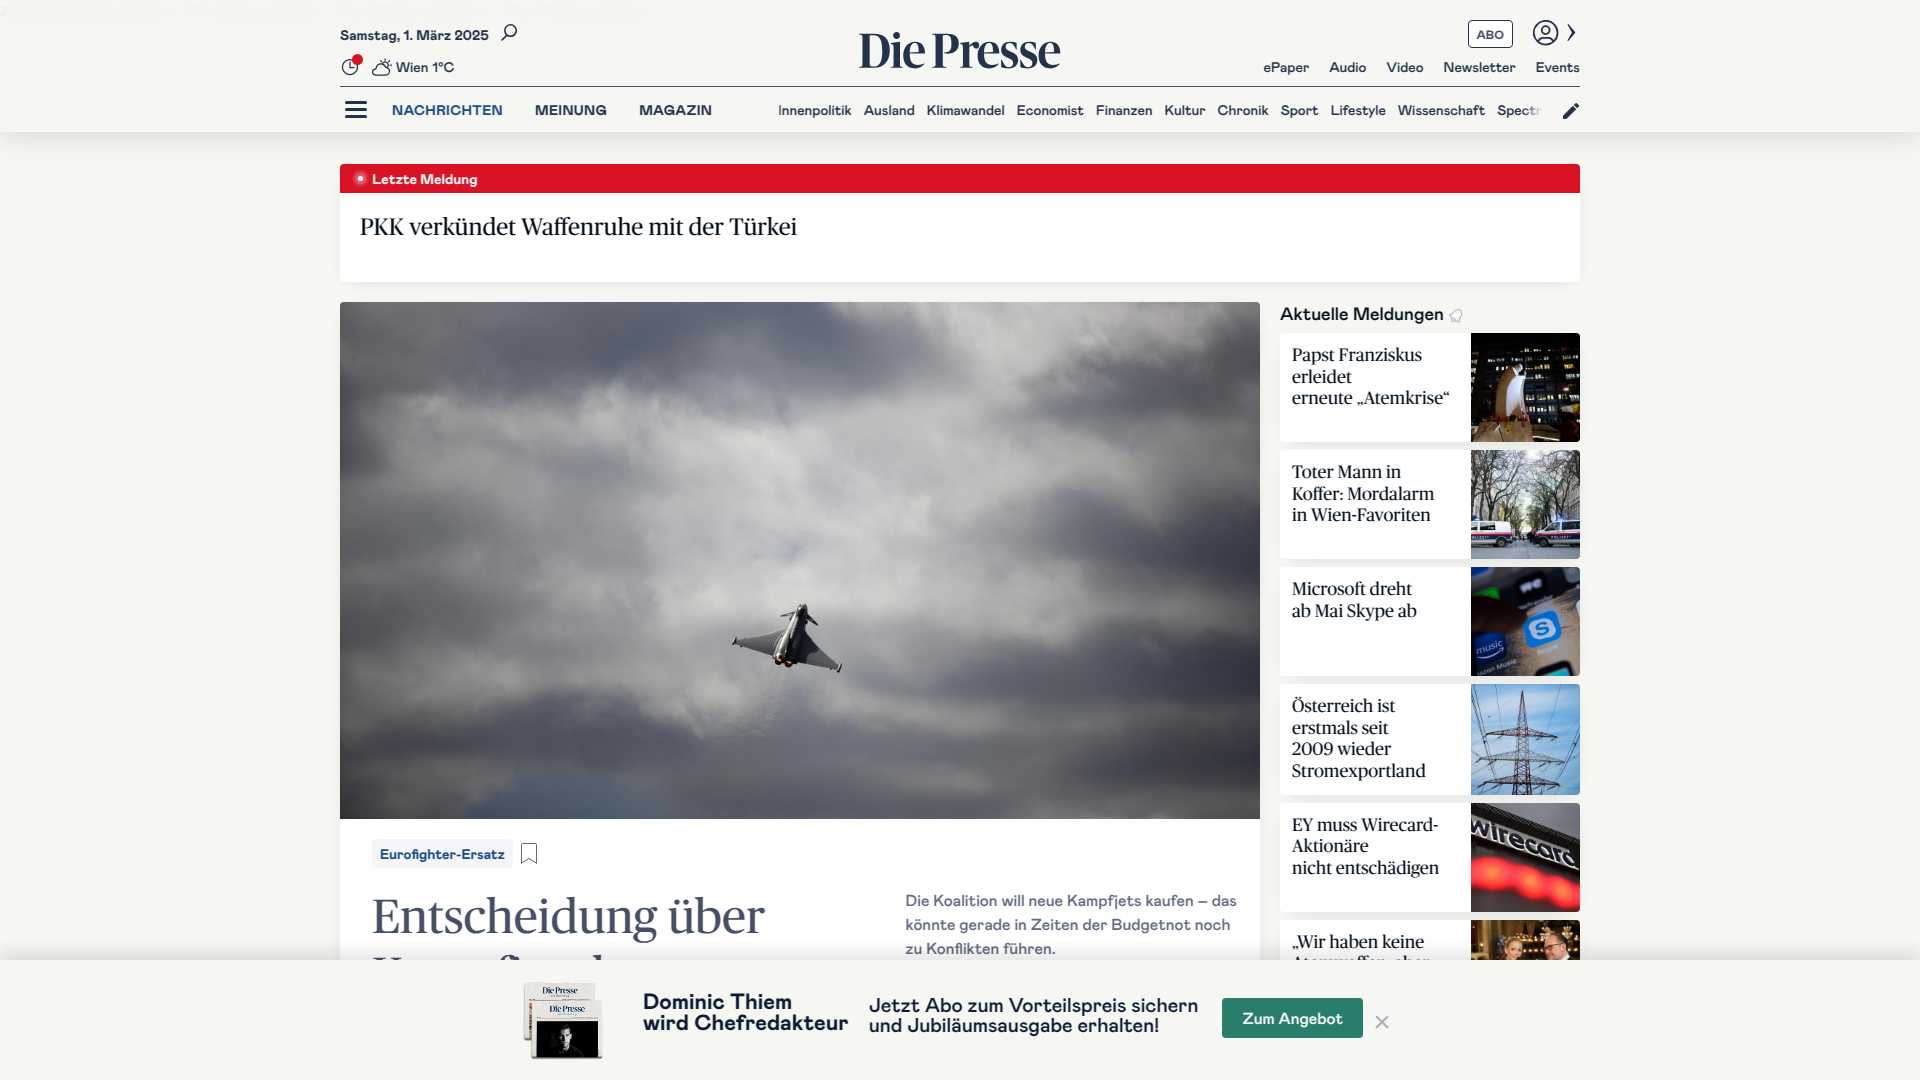 Samstag, 1. März 2025
Wien 1°C
Die Presse
ABO
ePaper Audio Video Newsletter Events
NACHRICHTEN MEINUNG MAGAZIN
Innenpolitik Ausland Klimawandel Economist Finanzen Kultur Chronik Sport Lifestyle Wissenschaft
Letzte Meldung
PKK verkündet Waffenruhe mit der Türkei
Eurofighter-Ersatz
Entscheidung über
Die Koalition will neue Kampfjets kaufen – das
könnte gerade in Zeiten der Budgetnot noch
zu Konflikten führen.
Aktuelle Meldungen
Papst Franziskus
erleidet
erneute „Atemkrise“
Toter Mann in
Koffer: Mordalarm
in Wien-Favoriten
Microsoft dreht
ab Mai Skype ab
music
Österreich ist
erstmals seit
2009 wieder
Stromexportland
EY muss Wirecard-
Aktionäre
nicht entschädigen
wirecard
„Wir haben keine
Die Presse
Die Presse
Dominic Thiem
wird Chefredakteur
Jetzt Abo zum Vorteilspreis sichern
und Jubiläumsausgabe erhalten!
Zum Angebot